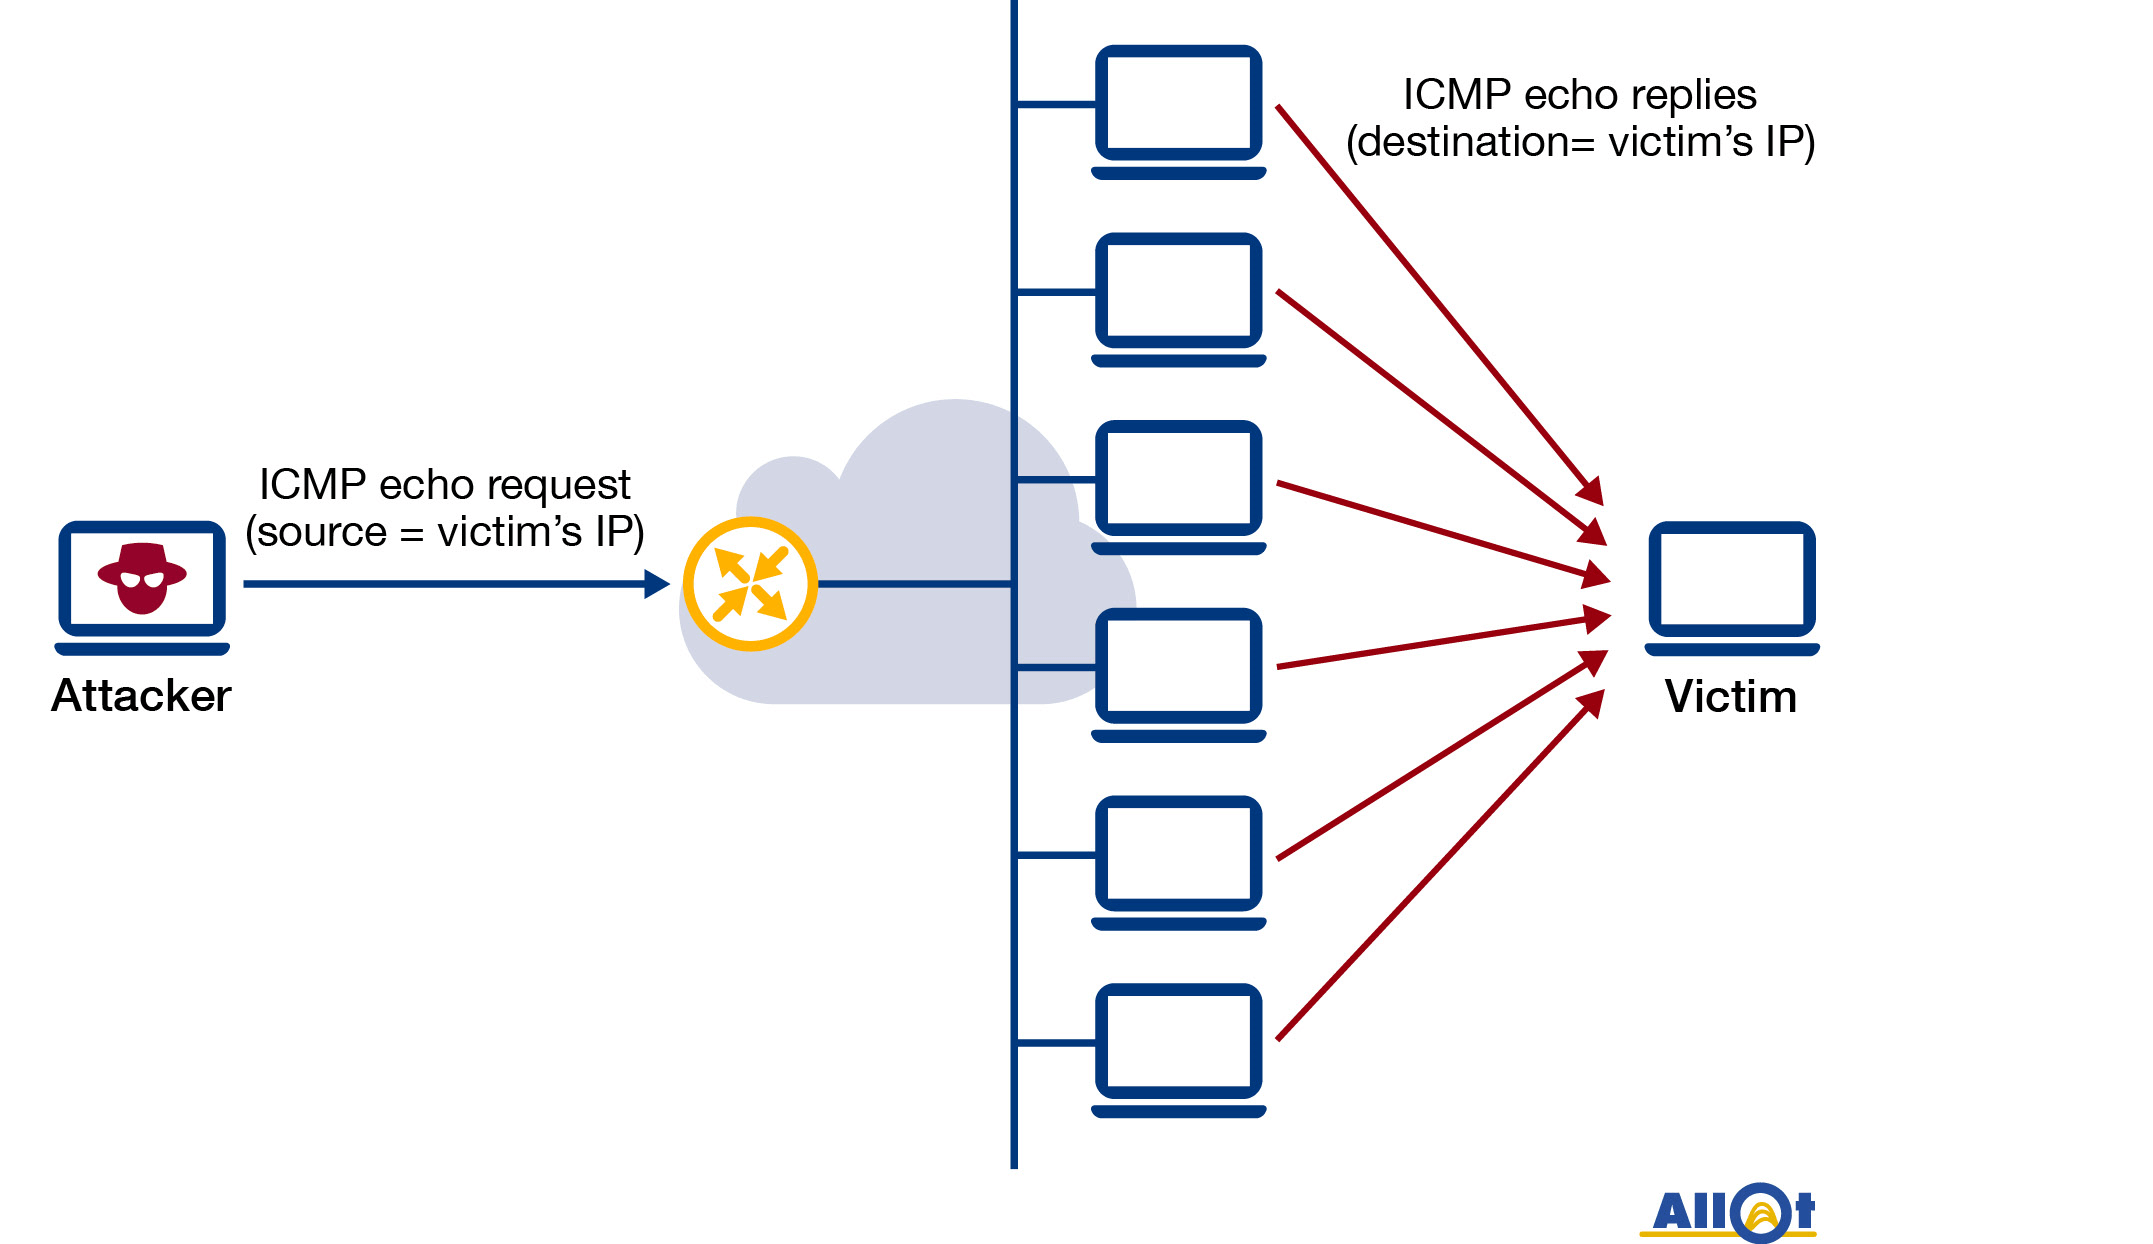 ICMP echo replies
(destination= victim’s IP)
ICMP echo request
(source = victim’s IP)
Attacker
Victim
Allot